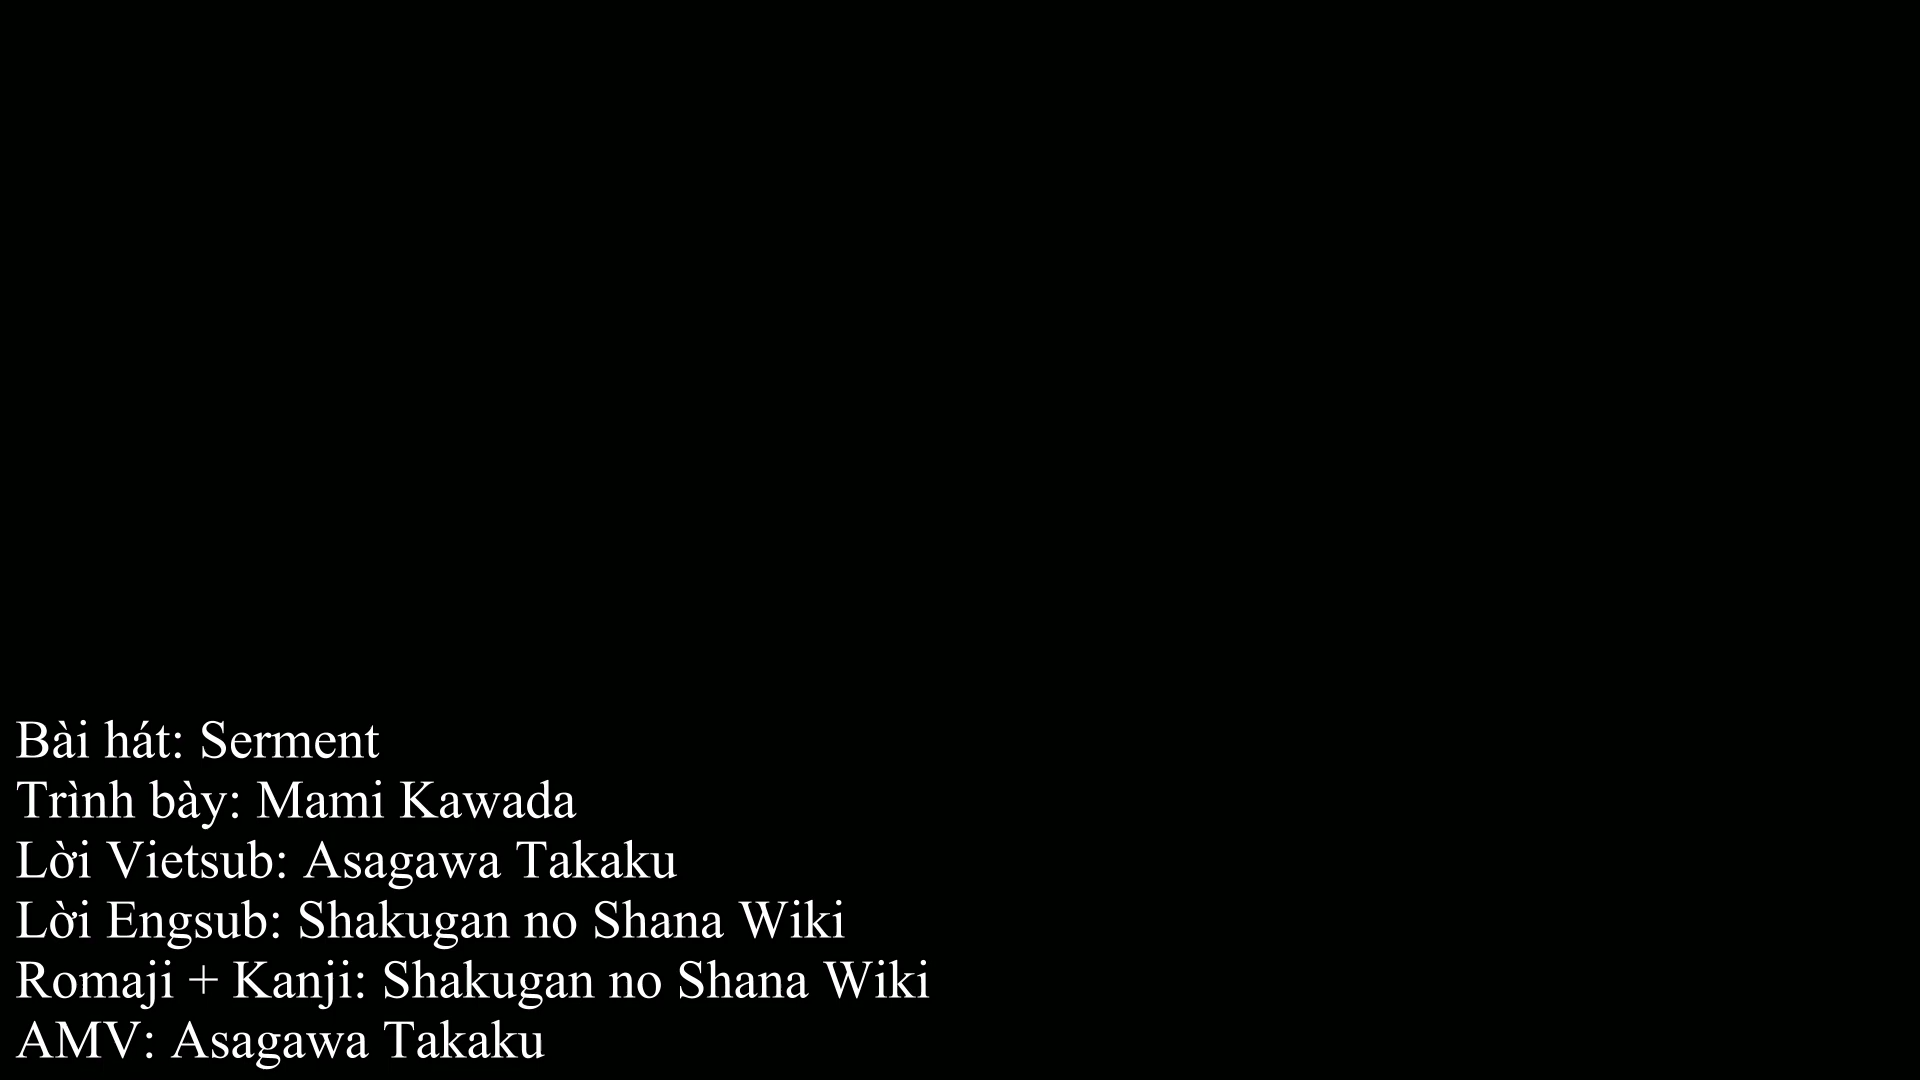 Bài hát: Serment
Trình bày: Mami Kawada
Lời Vietsub: Asagawa Takaku
Lời Engsub: Shakugan no Shana Wiki
Romaji + Kanji: Shakugan no Shana Wiki
AMV: Asagawa Takaku